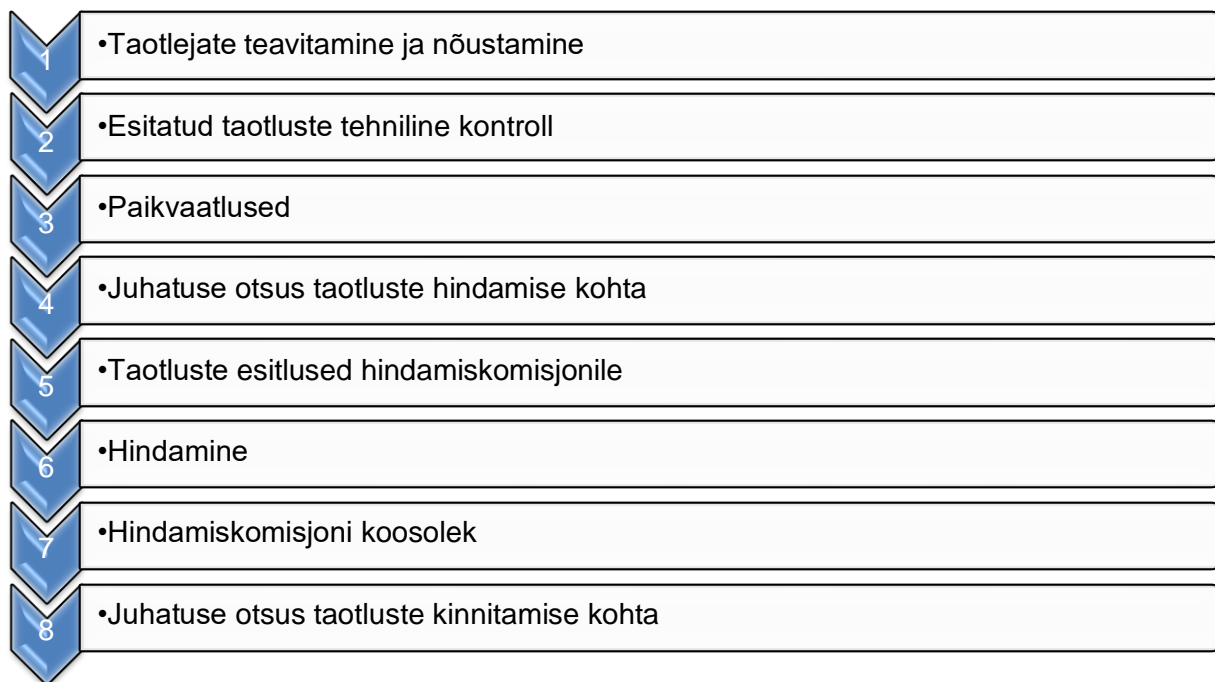 1 •Taotlejate teavitamine ja nõustamine
2 •Esitatud taotluste tehniline kontroll
3 •Paikvaatlused
4 •Juhatuse otsus taotluste hindamise kohta
5 •Taotluste esitlused hindamiskomisjonile
6 •Hindamine
7 •Hindamiskomisjoni koosolek
8 •Juhatuse otsus taotluste kinnitamise kohta